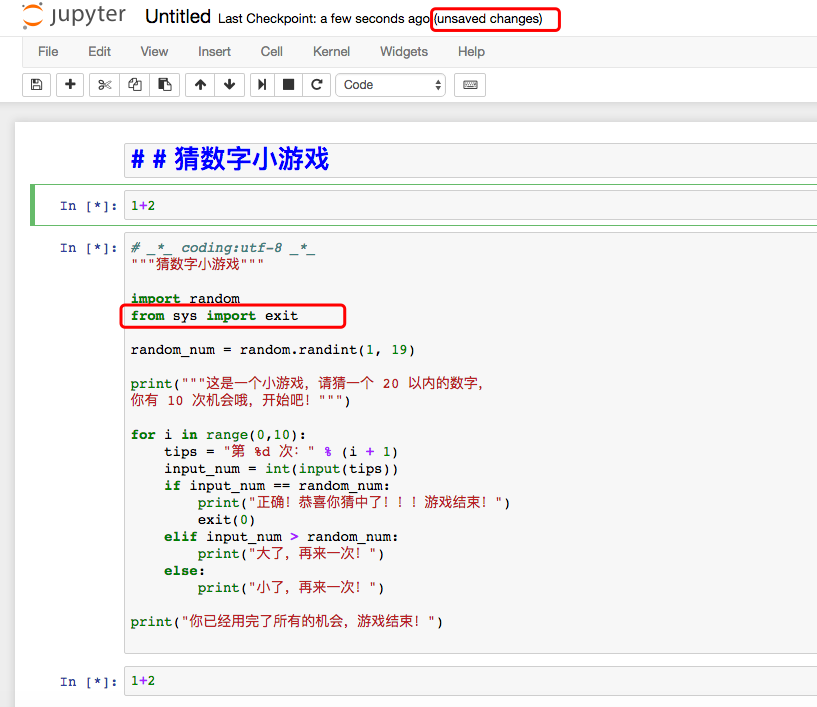 jupyter Untitled Last Checkpoint: a few seconds ago (unsaved changes)
File Edit View Insert Cell Kernel Widgets Help
Code
# # 猜数字小游戏
In [*]: 1+2
In [*]: # _*_ coding:utf-8 _*_
"""猜数字小游戏"""
import random
from sys import exit
random_num = random.randint(1, 19)
print("""这是一个小游戏，请猜一个 20 以内的数字，
你有 10 次机会哦，开始吧！""")
for i in range(0,10):
tips = "第 %d 次：" % (i + 1)
input_num = int(input(tips))
if input_num == random_num:
print("正确！恭喜你猜中了！！！游戏结束！")
exit(0)
elif input_num > random_num:
print("大了，再来一次！")
else:
print("小了，再来一次！")
print("你已经用完了所有的机会，游戏结束！")
In [*]: 1+2